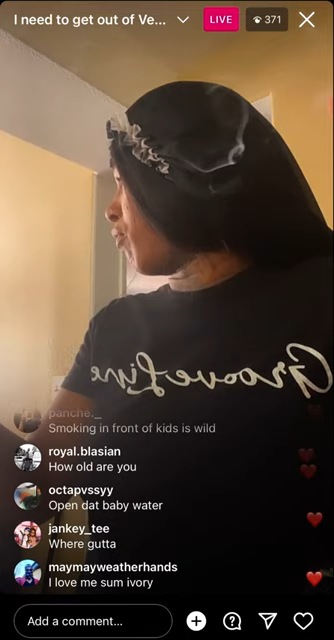 I need to get out of Ve...
LIVE
371
GrooveLine
panche._
Smoking in front of kids is wild
royal.blasian
How old are you
octapvssyy
Open dat baby water
jankey_tee
Where gutta
maymayweatherhands
I love me sum ivory
Add a comment...